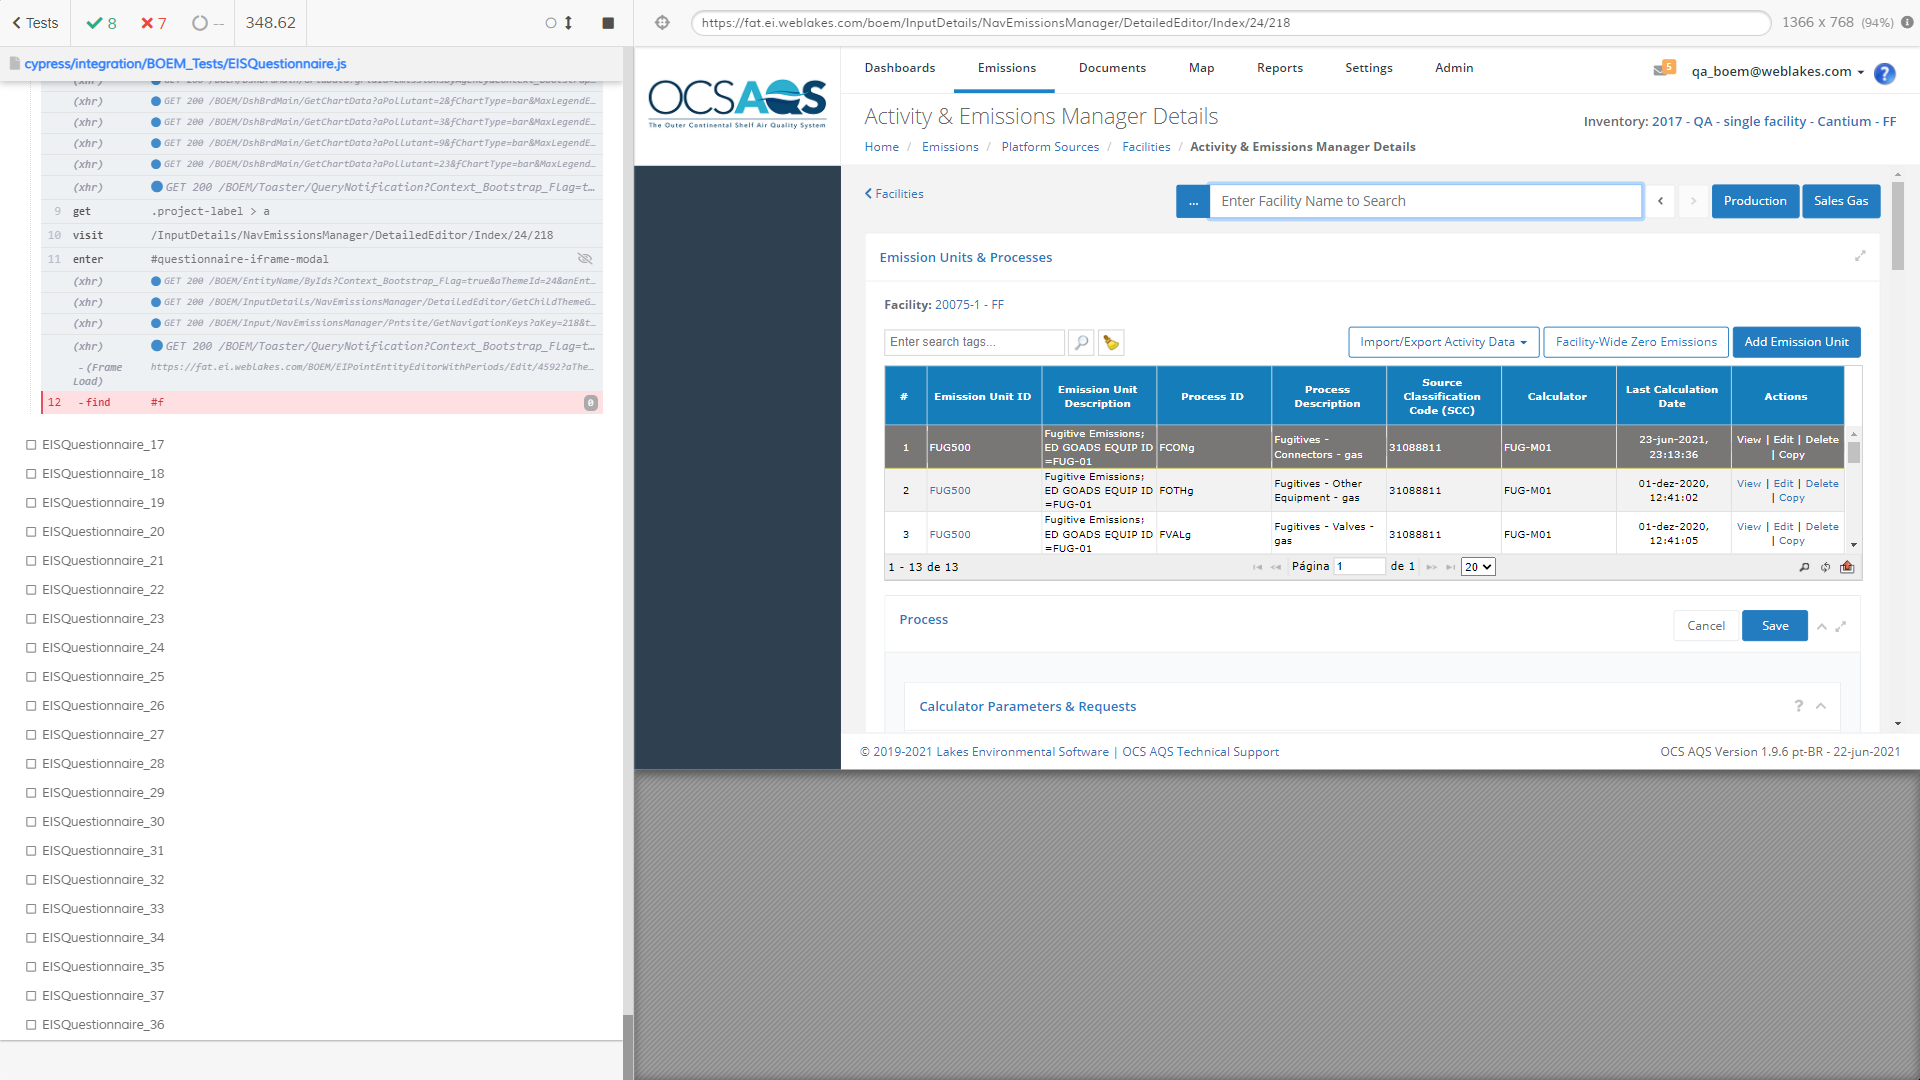 Tests
8
7
--
348.62
cypress/integration/BOEM_Tests/EISQuestionnaire.js
(xhr) GET 200 /BOEM/DshBrdMain/GetChartData?aPollutant=2&fChartType=bar&MaxLegendE...
(xhr) GET 200 /BOEM/DshBrdMain/GetChartData?aPollutant=3&fChartType=bar&MaxLegendE...
(xhr) GET 200 /BOEM/DshBrdMain/GetChartData?aPollutant=9&fChartType=bar&MaxLegendE...
(xhr) GET 200 /BOEM/DshBrdMain/GetChartData?aPollutant=23&fChartType=bar&MaxLegend...
(xhr) GET 200 /BOEM/Toaster/QueryNotification?Context_Bootstrap_Flag=t...
9 get .project-label > a
10 visit /InputDetails/NavEmissionsManager/DetailedEditor/Index/24/218
11 enter #questionnaire-iframe-modal
(xhr) GET 200 /BOEM/EntityName/ByIds?Context_Bootstrap_Flag=true&aThemeId=24&anEnt...
(xhr) GET 200 /BOEM/InputDetails/NavEmissionsManager/DetailedEditor/GetChildThemeG...
(xhr) GET 200 /BOEM/Input/NavEmissionsManager/Pntsite/GetNavigationKeys?aKey=218&t...
(xhr) GET 200 /BOEM/Toaster/QueryNotification?Context_Bootstrap_Flag=t...
-(Frame Load) https://fat.ei.weblakes.com/BOEM/EIPointEntityEditorWithPeriods/Edit/4592?aThe...
12 -find #f 0
EISQuestionnaire_17
EISQuestionnaire_18
EISQuestionnaire_19
EISQuestionnaire_20
EISQuestionnaire_21
EISQuestionnaire_22
EISQuestionnaire_23
EISQuestionnaire_24
EISQuestionnaire_25
EISQuestionnaire_26
EISQuestionnaire_27
EISQuestionnaire_28
EISQuestionnaire_29
EISQuestionnaire_30
EISQuestionnaire_31
EISQuestionnaire_32
EISQuestionnaire_33
EISQuestionnaire_34
EISQuestionnaire_35
EISQuestionnaire_37
EISQuestionnaire_36
https://fat.ei.weblakes.com/boem/InputDetails/NavEmissionsManager/DetailedEditor/Index/24/218
1366 x 768 (94%)
OCSAQS
The Outer Continental Shelf Air Quality System
Dashboards Emissions Documents Map Reports Settings Admin
5
qa_boem@weblakes.com
?
Activity & Emissions Manager Details
Inventory: 2017 - QA - single facility - Cantium - FF
Home / Emissions / Platform Sources / Facilities / Activity & Emissions Manager Details
Facilities
... Enter Facility Name to Search
Production
Sales Gas
Emission Units & Processes
Facility: 20075-1 - FF
Enter search tags...
Import/Export Activity Data
Facility-Wide Zero Emissions
Add Emission Unit
# Emission Unit ID Emission Unit Description Process ID Process Description Source Classification Code (SCC) Calculator Last Calculation Date Actions
1 FUG500 Fugitive Emissions; ED GOADS EQUIP ID =FUG-01 FCONg Fugitives - Connectors - gas 31088811 FUG-M01 23-jun-2021, 23:13:36 View | Edit | Delete | Copy
2 FUG500 Fugitive Emissions; ED GOADS EQUIP ID =FUG-01 FOTHg Fugitives - Other Equipment - gas 31088811 FUG-M01 01-dez-2020, 12:41:02 View | Edit | Delete | Copy
3 FUG500 Fugitive Emissions; ED GOADS EQUIP ID =FUG-01 FVALg Fugitives - Valves - gas 31088811 FUG-M01 01-dez-2020, 12:41:05 View | Edit | Delete | Copy
1 - 13 de 13
Página 1 de 1
20
Process
Cancel
Save
Calculator Parameters & Requests
?
© 2019-2021 Lakes Environmental Software | OCS AQS Technical Support
OCS AQS Version 1.9.6 pt-BR - 22-jun-2021